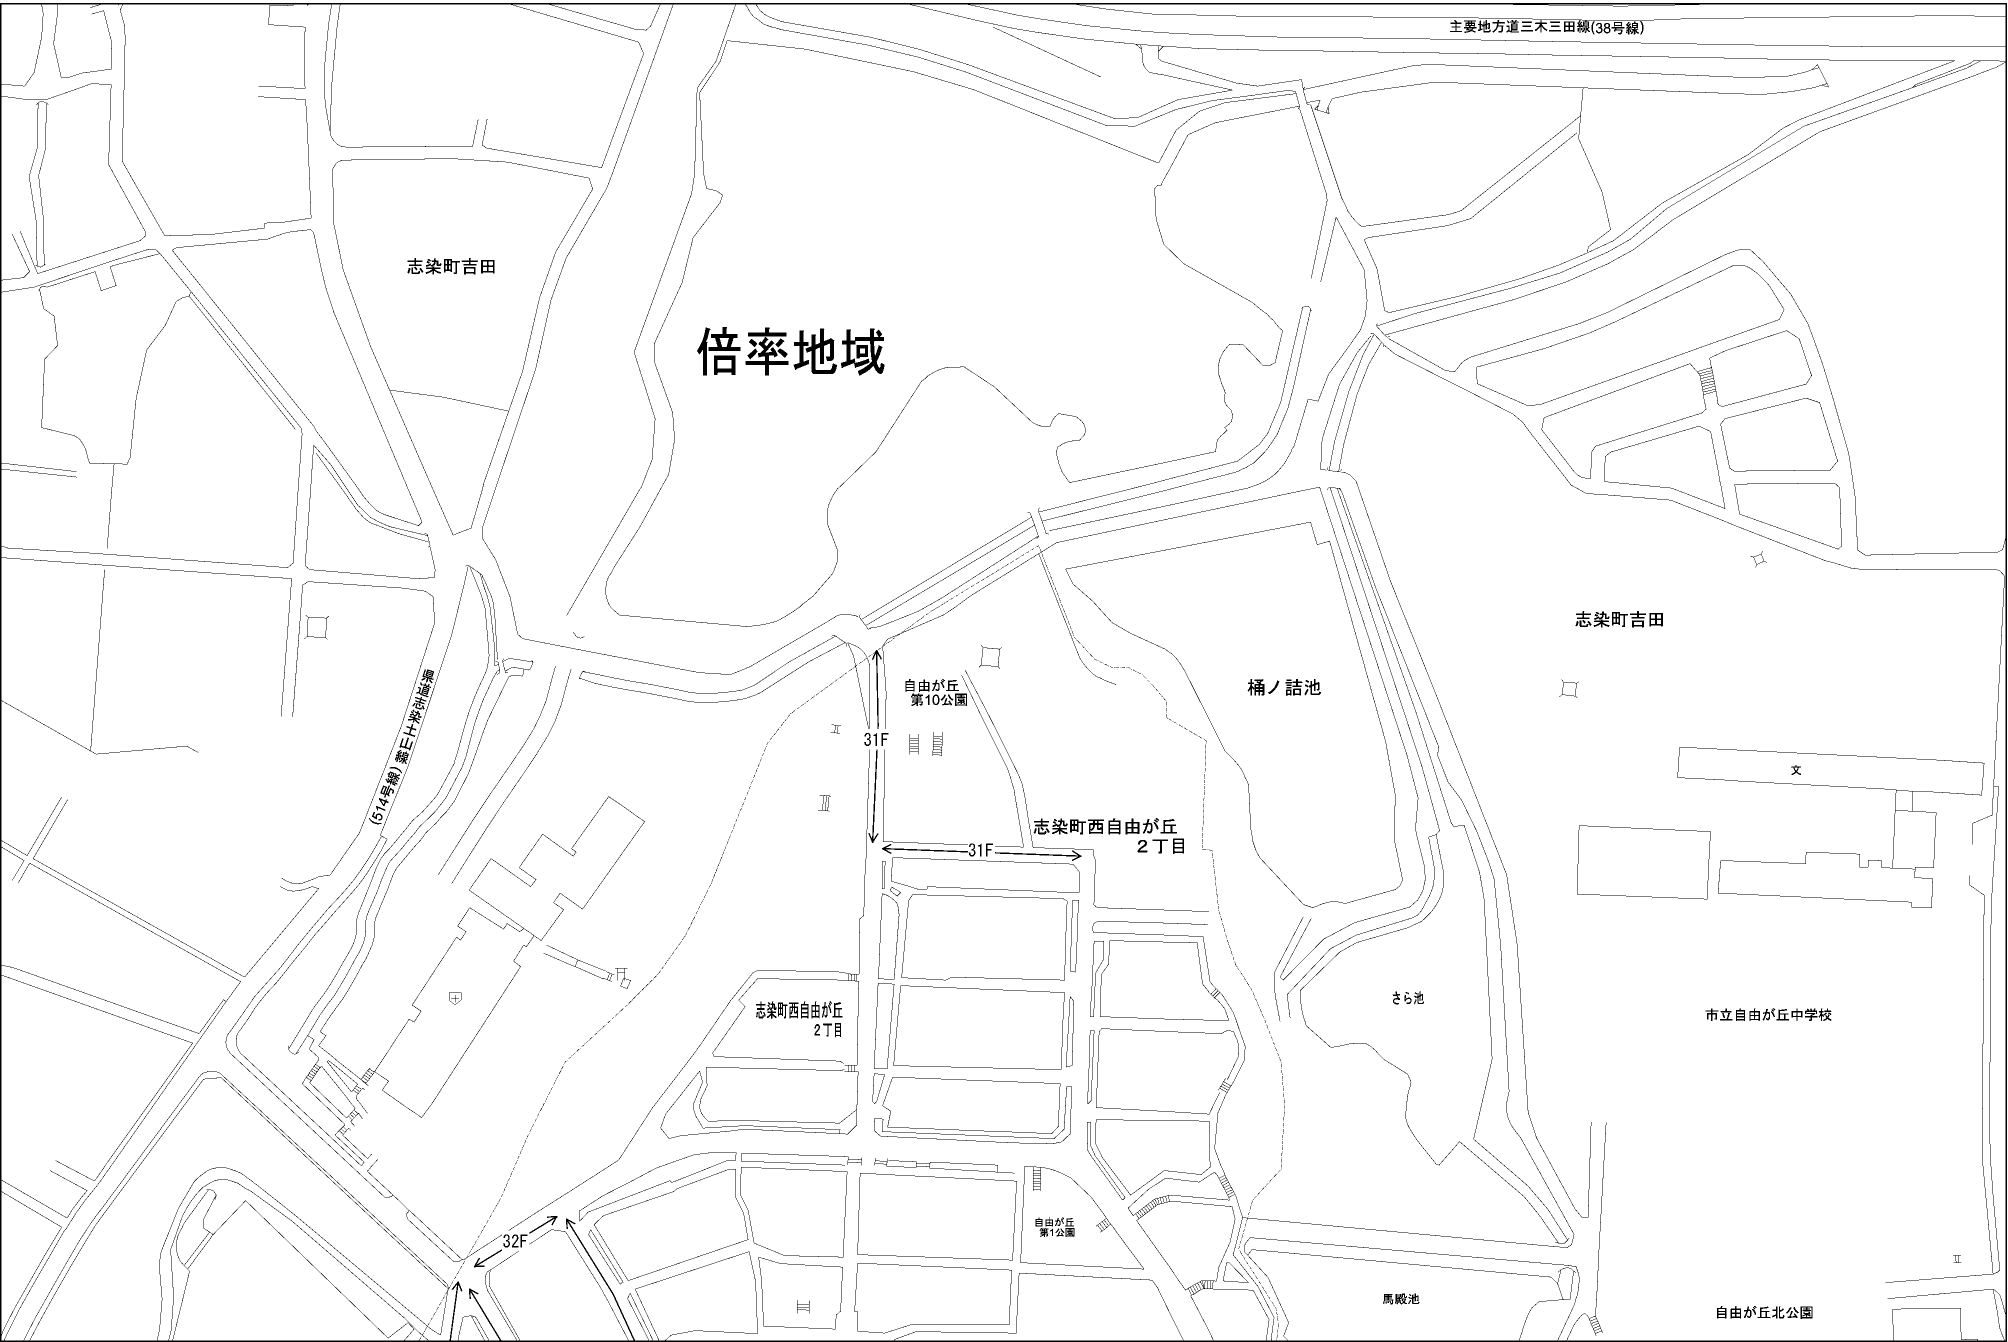 主要地方道三木三田線(38号線)
志染町吉田
倍率地域
志染町吉田
県道志染土山線
(514号線)
自由が丘
第10公園
桶ノ詰池
31F
文
志染町西自由が丘
２丁目
31F
さら池
志染町西自由が丘
２丁目
市立自由が丘中学校
自由が丘
第1公園
32F
馬殿池
自由が丘北公園